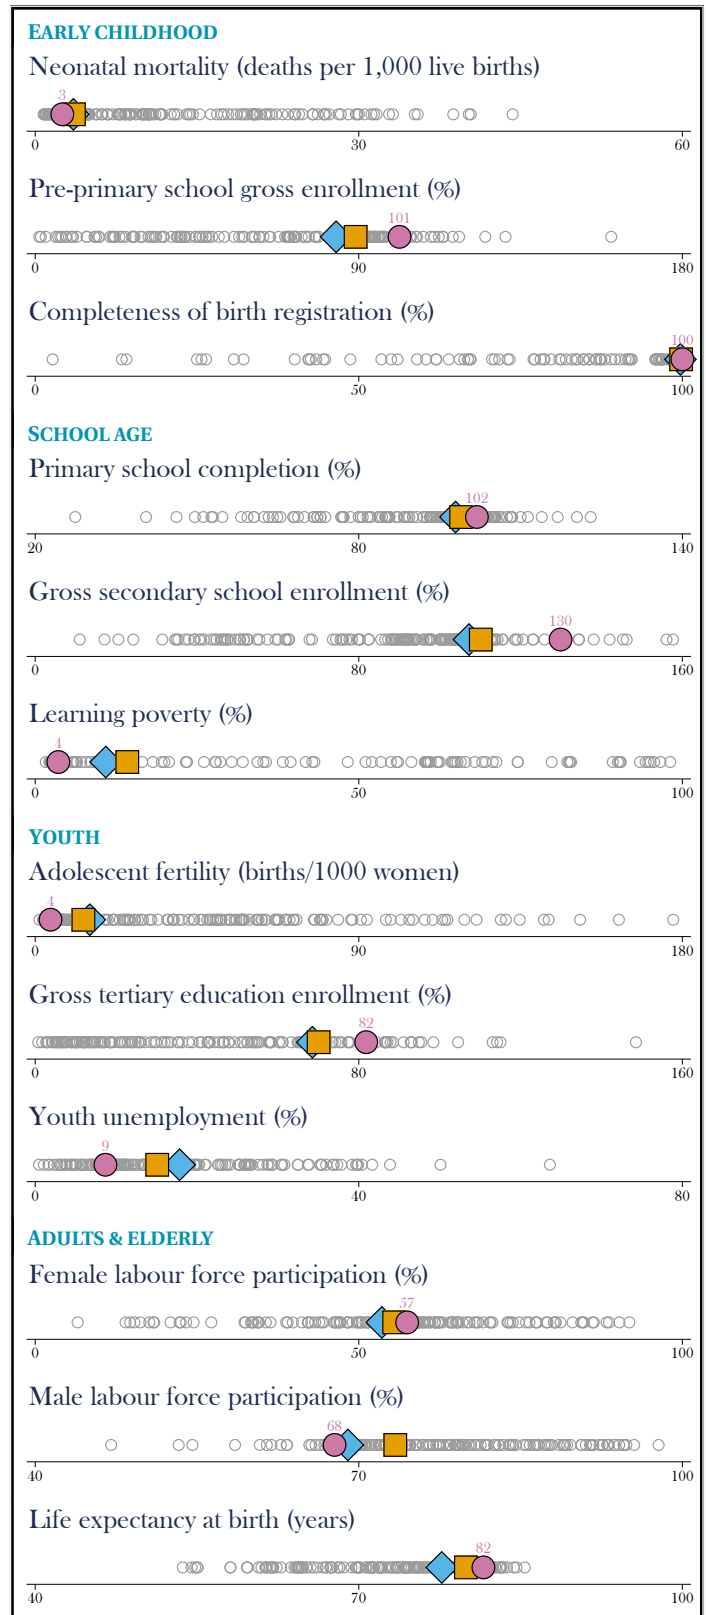 EARLY CHILDHOOD
Neonatal mortality (deaths per 1,000 live births)
3
0 30 60
Pre-primary school gross enrollment (%)
101
0 90 180
Completeness of birth registration (%)
100
0 50 100
SCHOOL AGE
Primary school completion (%)
102
20 80 140
Gross secondary school enrollment (%)
130
0 80 160
Learning poverty (%)
4
0 50 100
YOUTH
Adolescent fertility (births/1000 women)
4
0 90 180
Gross tertiary education enrollment (%)
82
0 80 160
Youth unemployment (%)
9
0 40 80
ADULTS & ELDERLY
Female labour force participation (%)
57
0 50 100
Male labour force participation (%)
68
40 70 100
Life expectancy at birth (years)
82
40 70 100